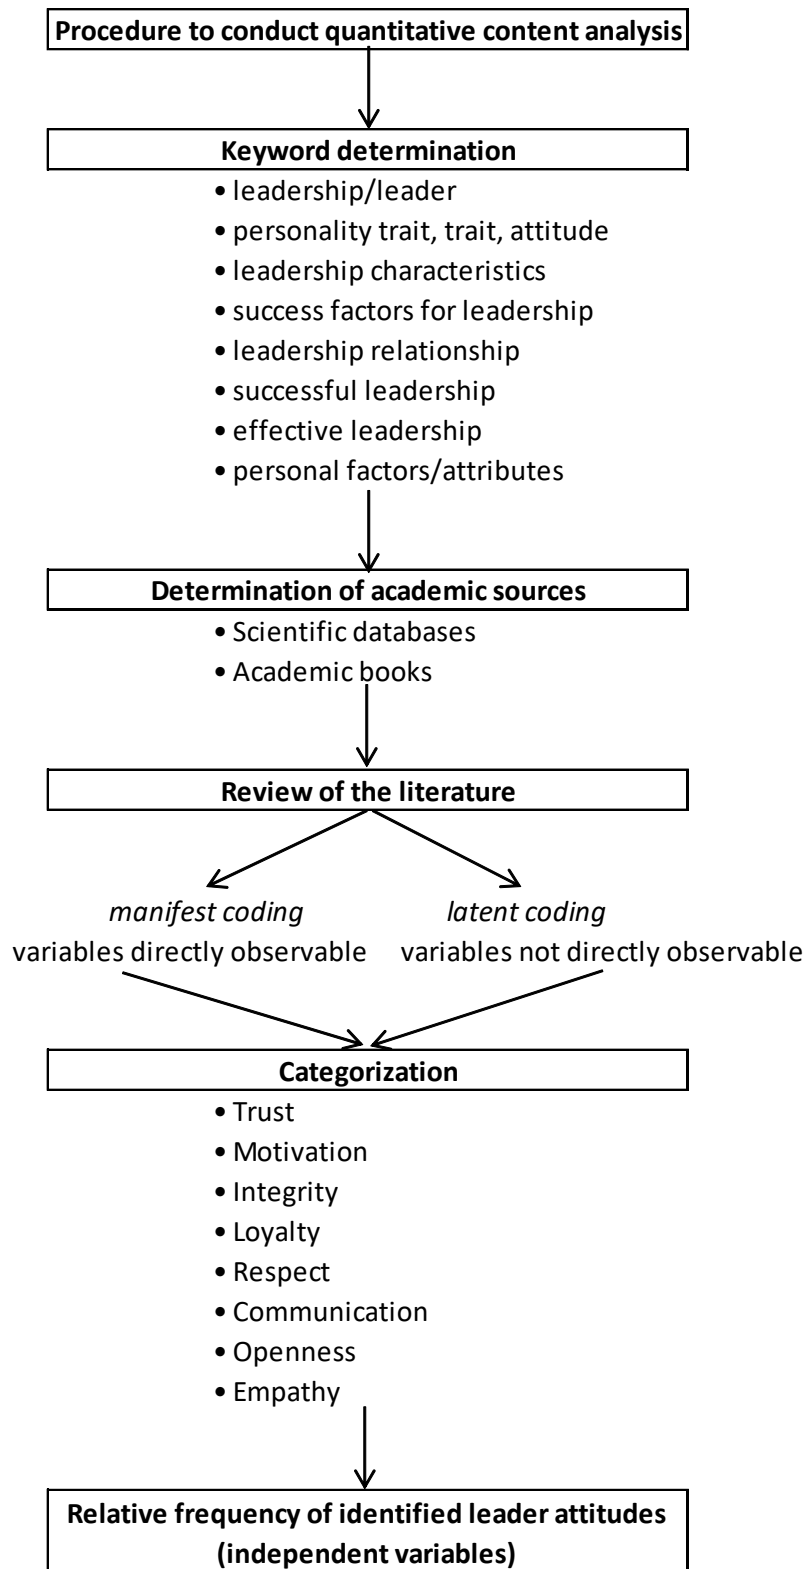 Procedure to conduct quantitative content analysis
Keyword determination
• leadership/leader
• personality trait, trait, attitude
• leadership characteristics
• success factors for leadership
• leadership relationship
• successful leadership
• effective leadership
• personal factors/attributes
Determination of academic sources
• Scientific databases
• Academic books
Review of the literature
manifest coding
variables directly observable
latent coding
variables not directly observable
Categorization
• Trust
• Motivation
• Integrity
• Loyalty
• Respect
• Communication
• Openness
• Empathy
Relative frequency of identified leader attitudes
(independent variables)